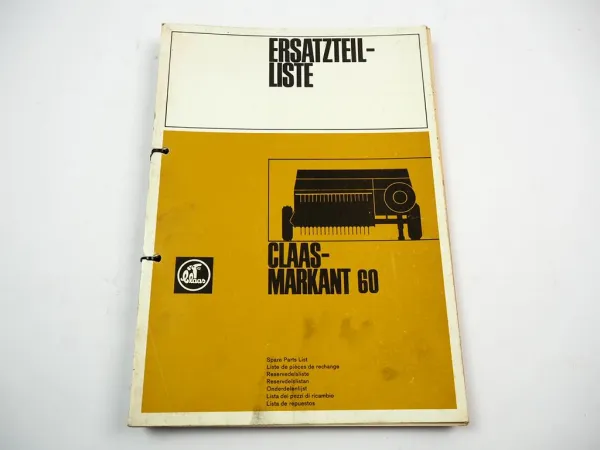 ERSATZTEIL-
LISTE
CLAAS-
MARKANT 60
Claas
Spare Parts List
Liste de pièces de rechange
Reservedelsliste
Reservdelslistan
Onderdelenlijst
Lista dei pezzi di ricambio
Lista de repuestos